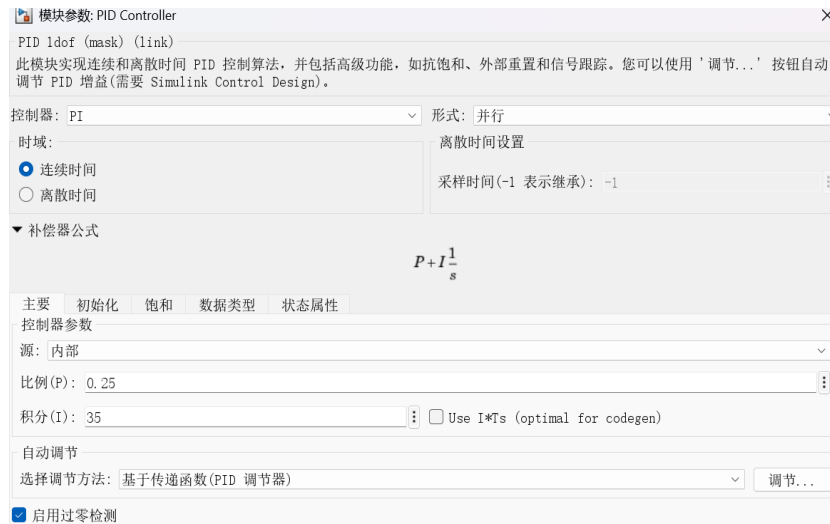 模块参数: PID Controller
PID 1dof (mask) (link)
此模块实现连续和离散时间 PID 控制算法，并包括高级功能，如抗饱和、外部重置和信号跟踪。您可以使用 '调节...' 按钮自动
调节 PID 增益(需要 Simulink Control Design)。
控制器: PI 形式: 并行
时域: 离散时间设置
连续时间
采样时间(-1 表示继承): -1
离散时间
补偿器公式
P+I 1/s
主要 初始化 饱和 数据类型 状态属性
控制器参数
源: 内部
比例(P): 0.25
积分(I): 35 Use I*Ts (optimal for codegen)
自动调节
选择调节方法: 基于传递函数(PID 调节器) 调节...
启用过零检测